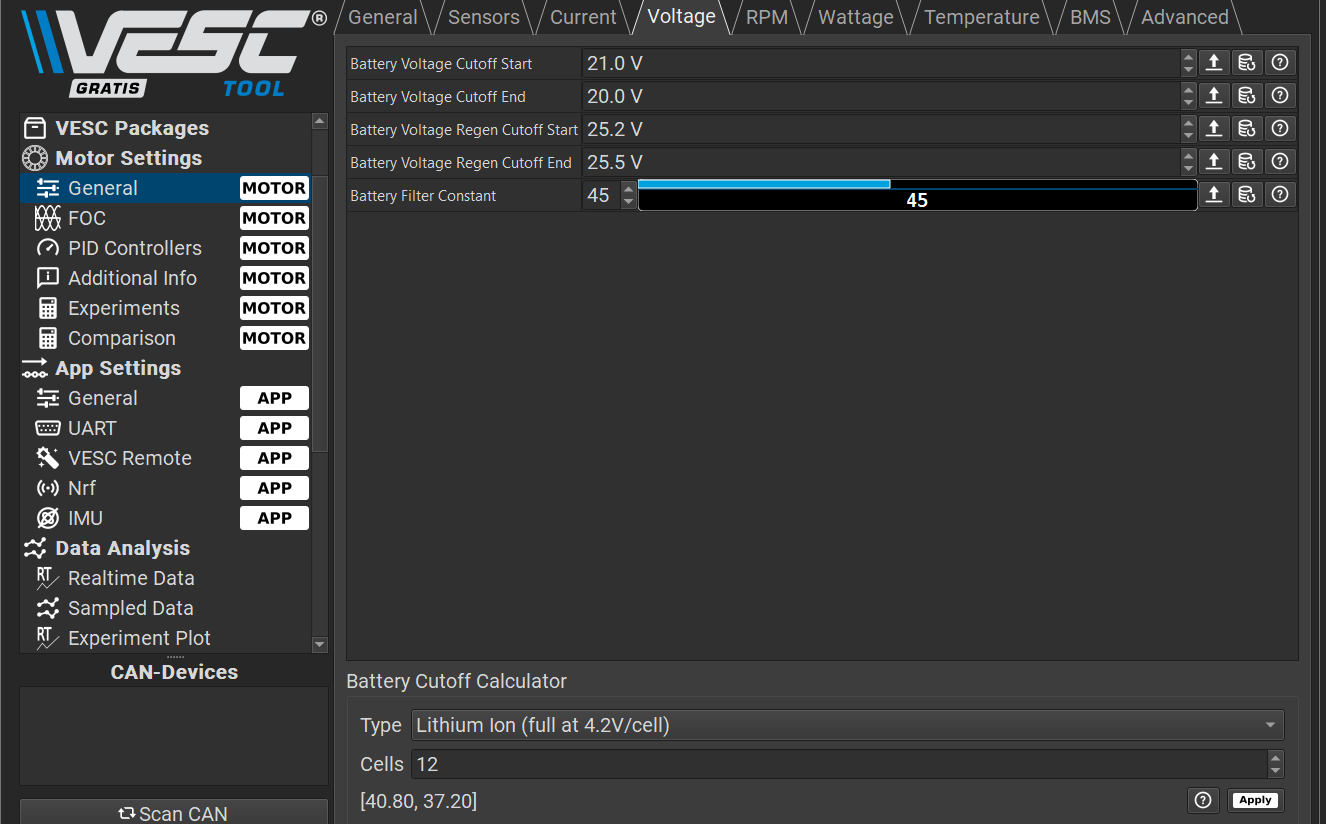 VESC®
GRATIS TOOL
General Sensors Current Voltage RPM Wattage Temperature BMS Advanced
VESC Packages
Motor Settings
General MOTOR
FOC MOTOR
PID Controllers MOTOR
Additional Info MOTOR
Experiments MOTOR
Comparison MOTOR
App Settings
General APP
UART APP
VESC Remote APP
Nrf APP
IMU APP
Data Analysis
RT Realtime Data
Sampled Data
RT Experiment Plot
CAN-Devices
Scan CAN
Battery Voltage Cutoff Start 21.0 V
Battery Voltage Cutoff End 20.0 V
Battery Voltage Regen Cutoff Start 25.2 V
Battery Voltage Regen Cutoff End 25.5 V
Battery Filter Constant 45 45
Battery Cutoff Calculator
Type Lithium Ion (full at 4.2V/cell)
Cells 12
[40.80, 37.20] Apply